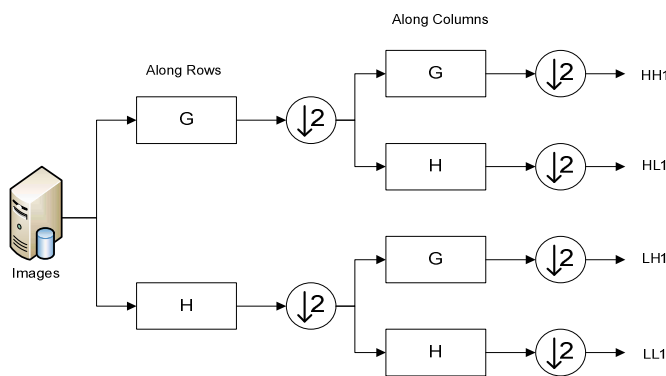 Along Columns
Along Rows
G
↓2
HH1
G
↓2
H
↓2
HL1
Images
G
↓2
LH1
H
↓2
H
↓2
LL1